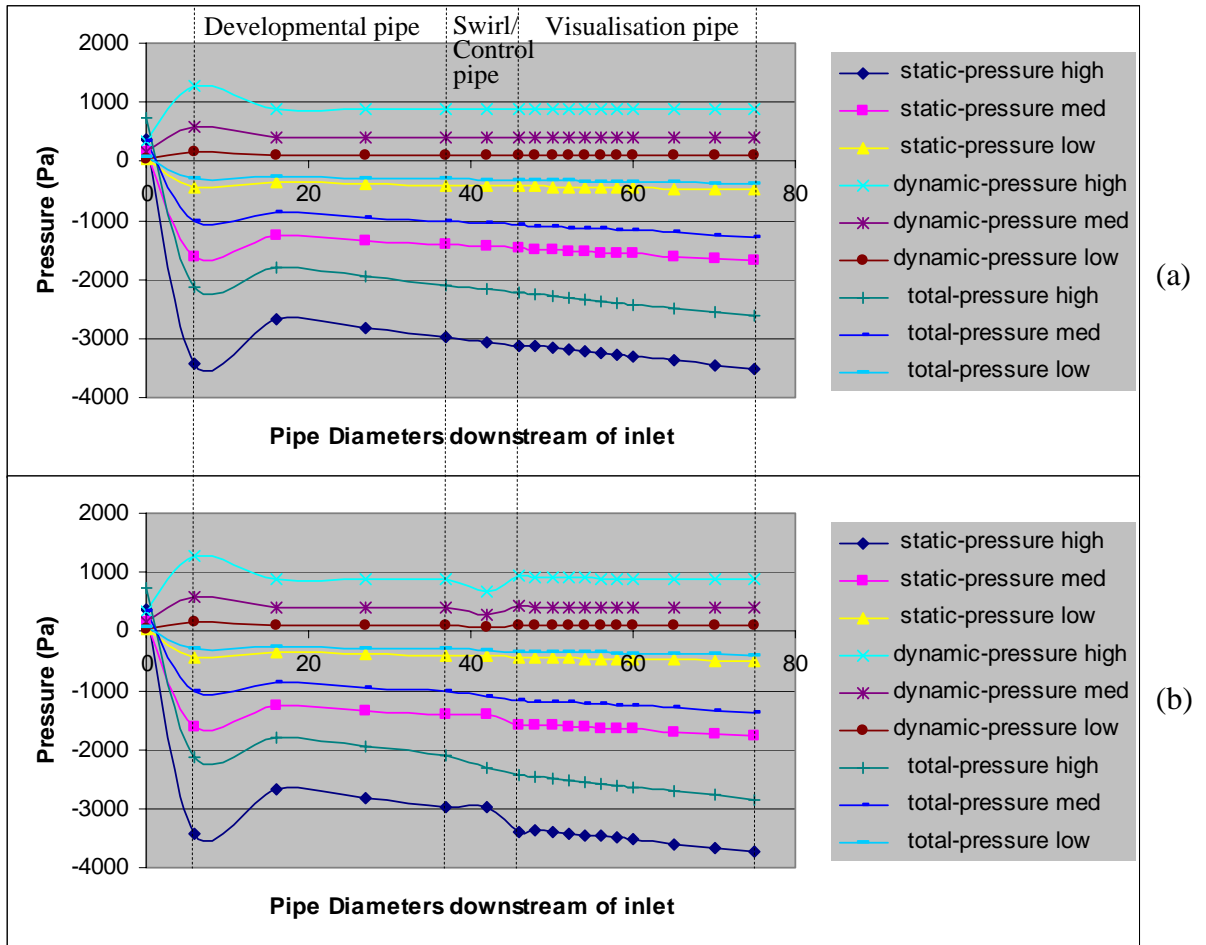 Developmental pipe
Swirl/
Control
pipe
Visualisation pipe
2000
1000
0
-1000
-2000
-3000
-4000
0
20
40
60
80
Pressure (Pa)
Pipe Diameters downstream of inlet
static-pressure high
static-pressure med
static-pressure low
dynamic-pressure high
dynamic-pressure med
dynamic-pressure low
total-pressure high
total-pressure med
total-pressure low
(a)
2000
1000
0
-1000
-2000
-3000
-4000
0
20
40
60
80
Pressure (Pa)
Pipe Diameters downstream of inlet
static-pressure high
static-pressure med
static-pressure low
dynamic-pressure high
dynamic-pressure med
dynamic-pressure low
total-pressure high
total-pressure med
total-pressure low
(b)